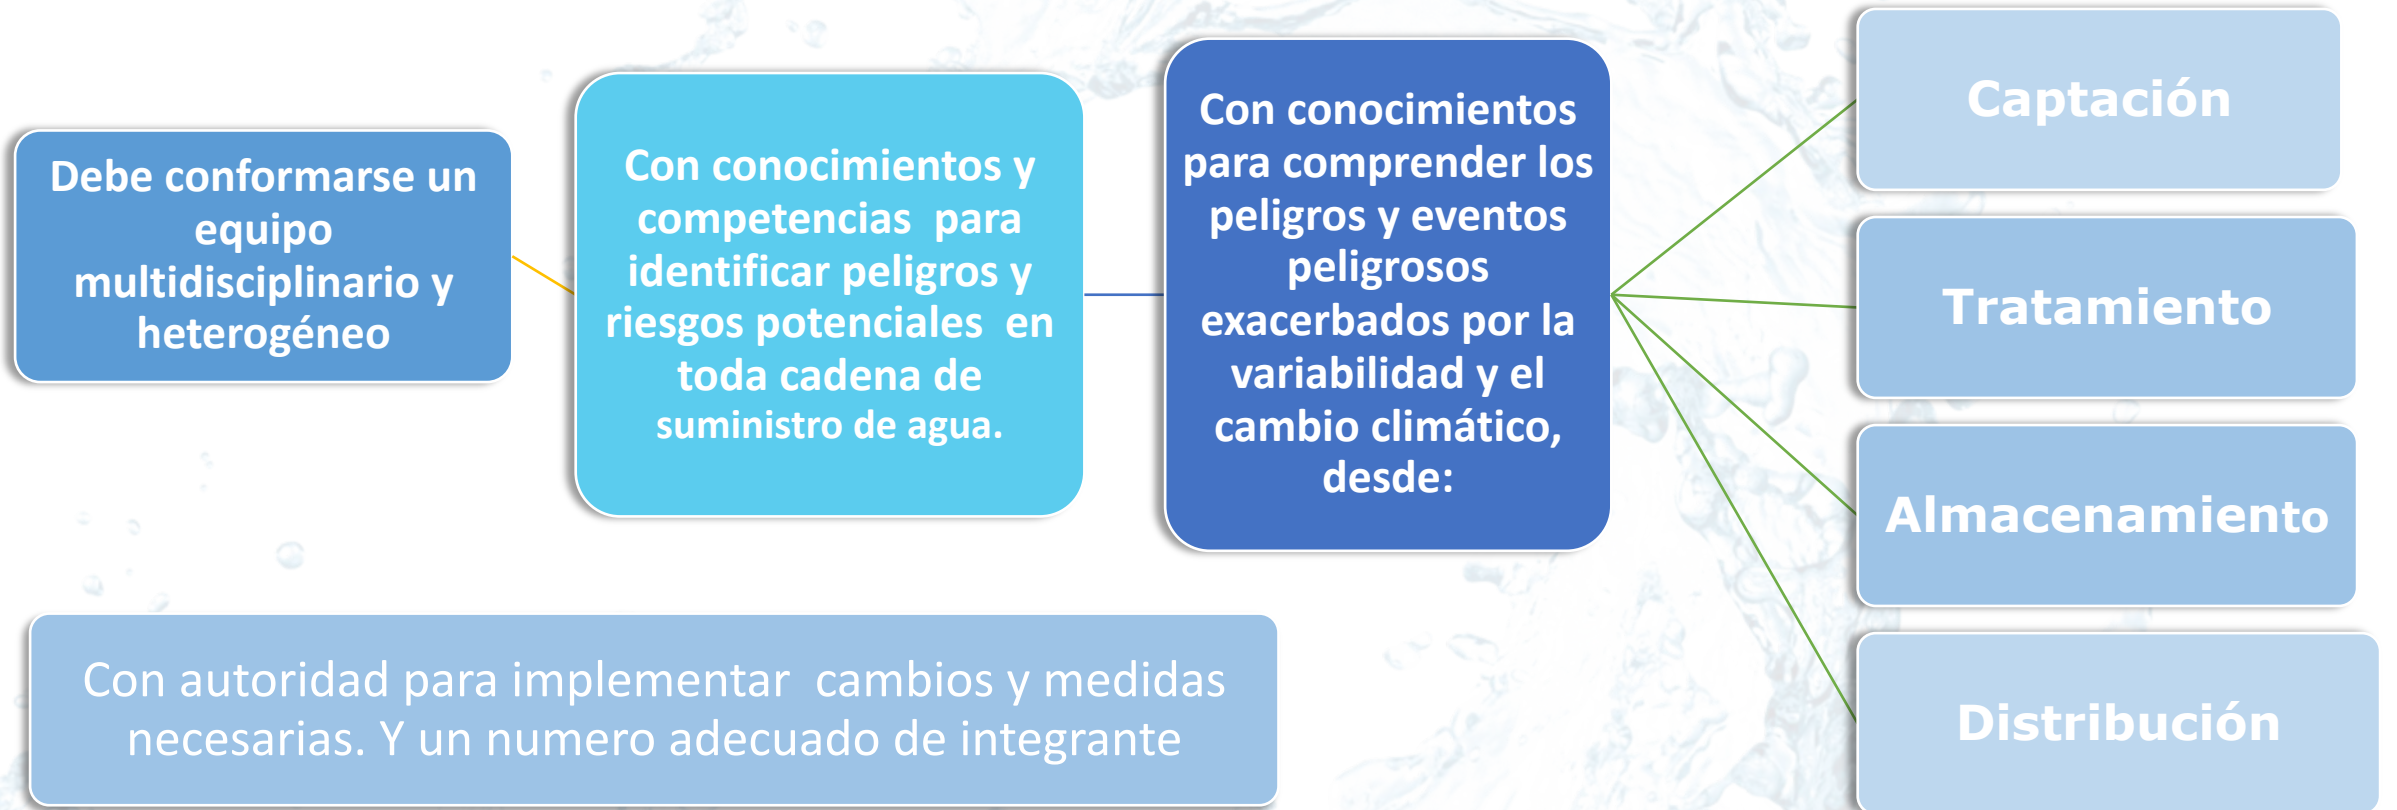 Debe conformarse un
equipo
multidisciplinario y
heterogéneo
Con conocimientos y
competencias para
identificar peligros y
riesgos potenciales en
toda cadena de
suministro de agua.
Con conocimientos
para comprender los
peligros y eventos
peligrosos
exacerbados por la
variabilidad y el
cambio climático,
desde:
Captación
Tratamiento
Almacenamiento
Distribución
Con autoridad para implementar cambios y medidas
necesarias. Y un numero adecuado de integrante